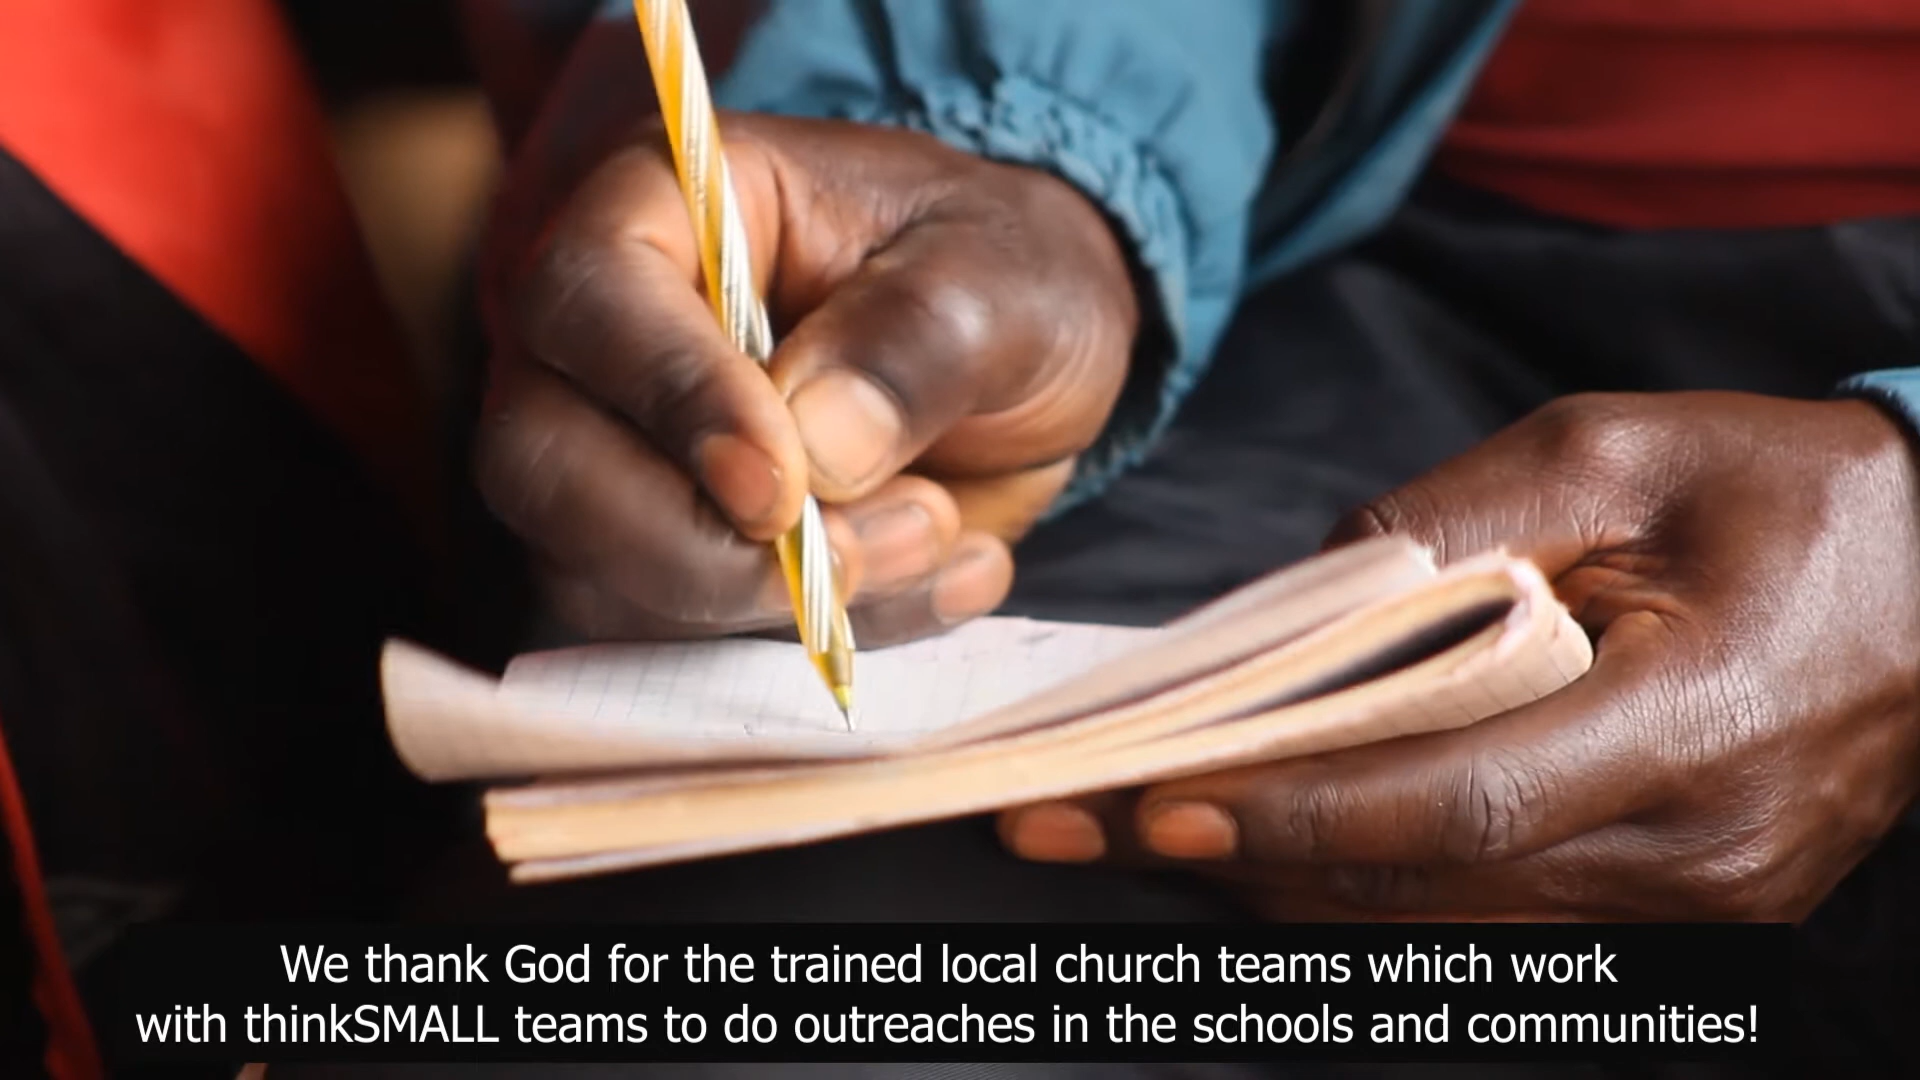 We thank God for the trained local church teams which work
with thinkSMALL teams to do outreaches in the schools and communities!